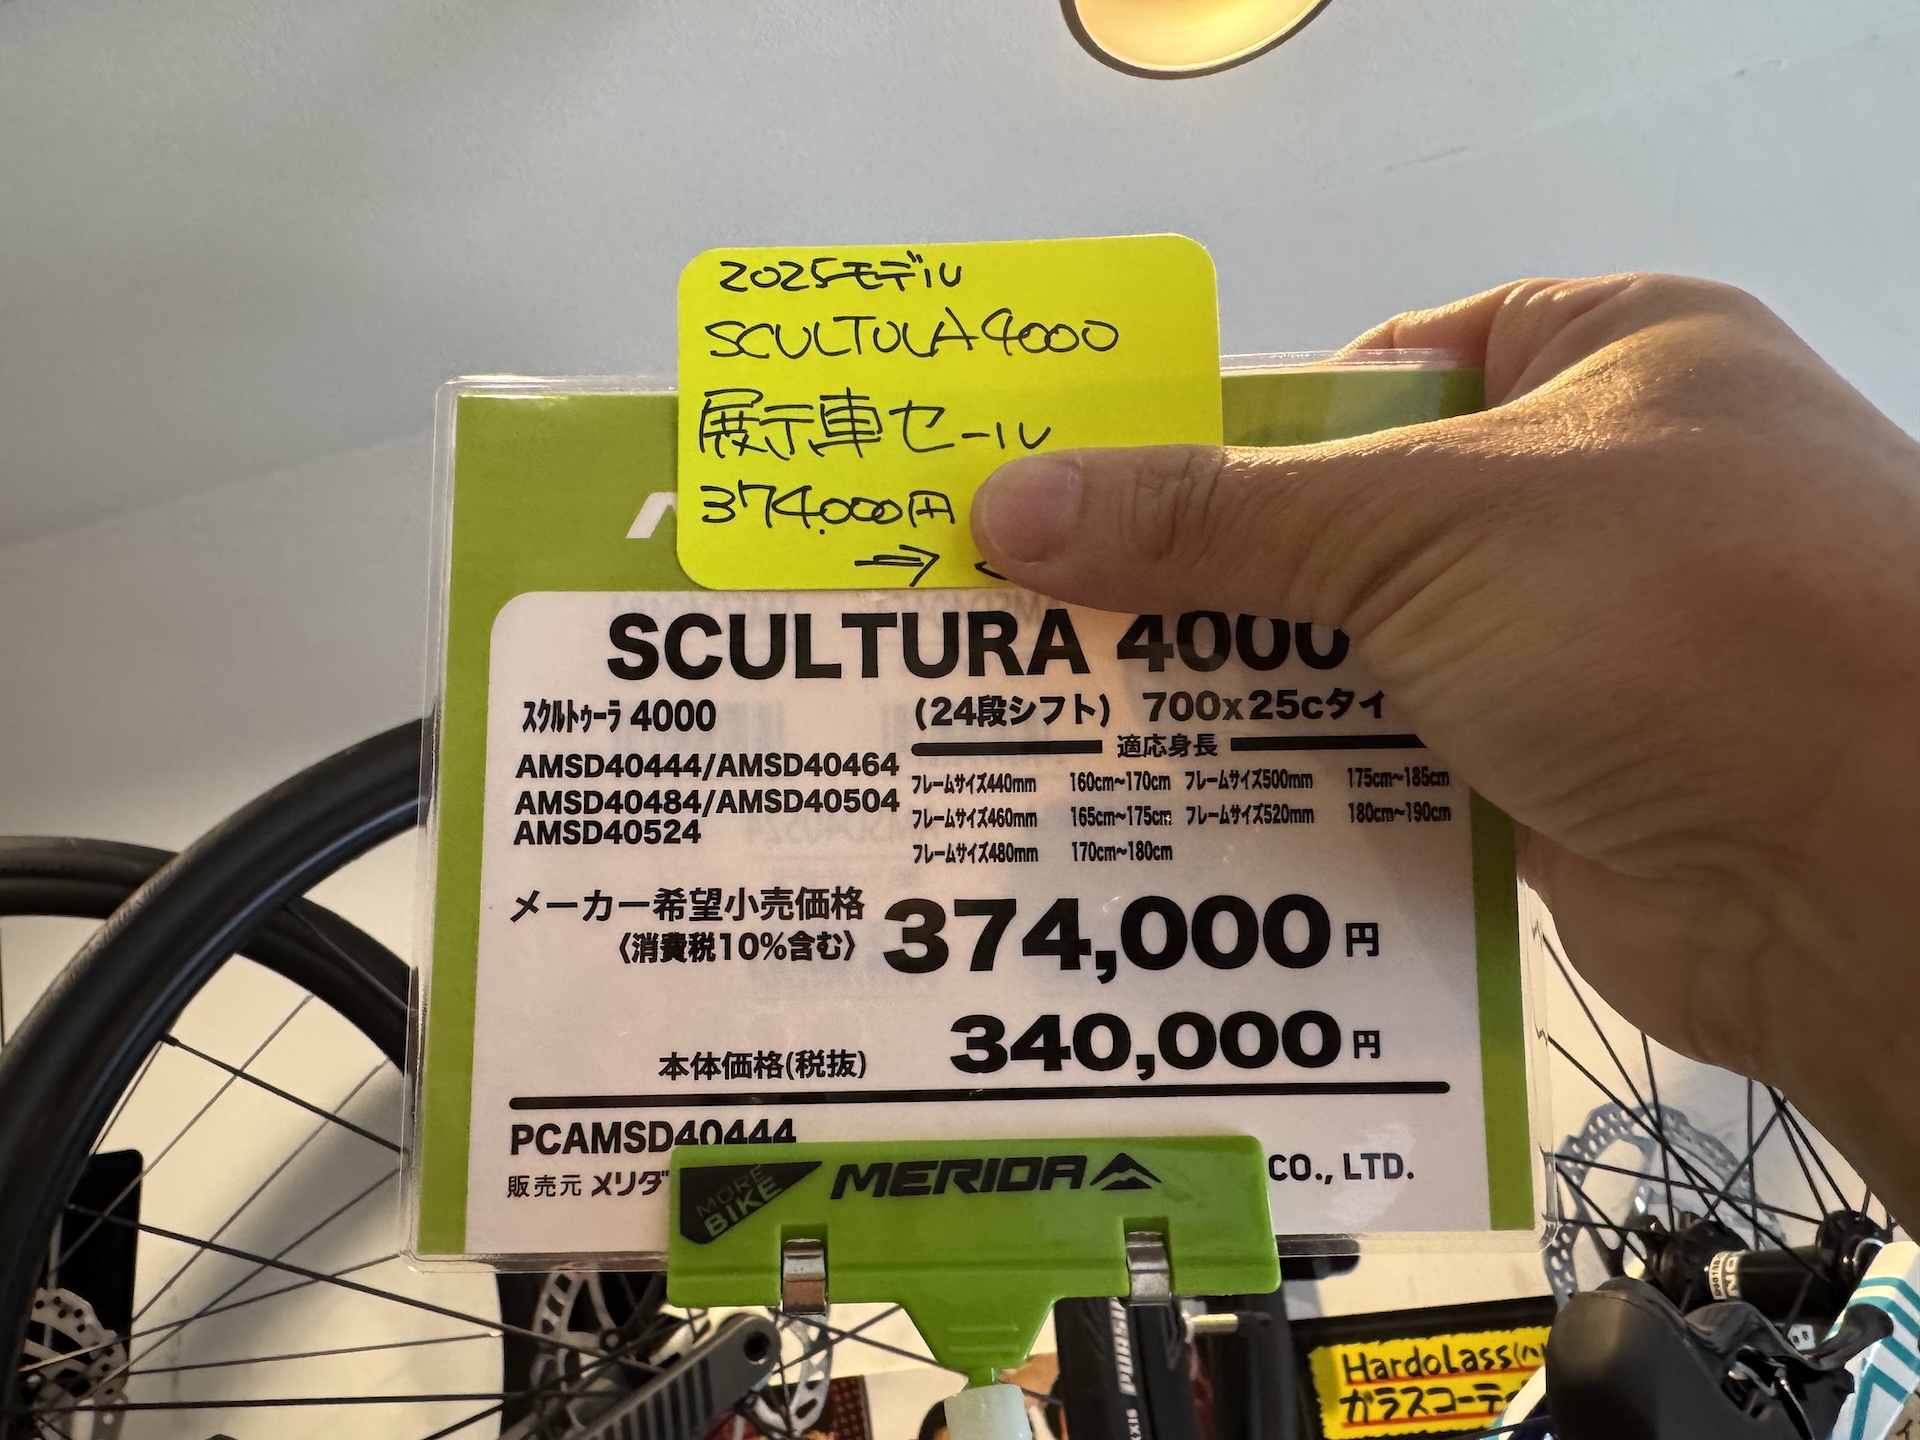 2025モデル
SCULTULA4000
展示車セール
374.000円
→
SCULTURA 4000
スクルトゥーラ 4000
(24段シフト) 700x25cタイ
AMSD40444/AMSD40464
AMSD40484/AMSD40504
AMSD40524
適応身長
フレームサイズ440mm 160cm~170cm フレームサイズ500mm 175cm~185cm
フレームサイズ460mm 165cm~175cm フレームサイズ520mm 180cm~190cm
フレームサイズ480mm 170cm~180cm
メーカー希望小売価格
〈消費税10%含む〉
374,000円
本体価格(税抜)
340,000円
PCAMSD40444
販売元 メリダ
CO., LTD.
MORE BIKE
MERIDA
HardoLass(ハ
ガラスコーテ